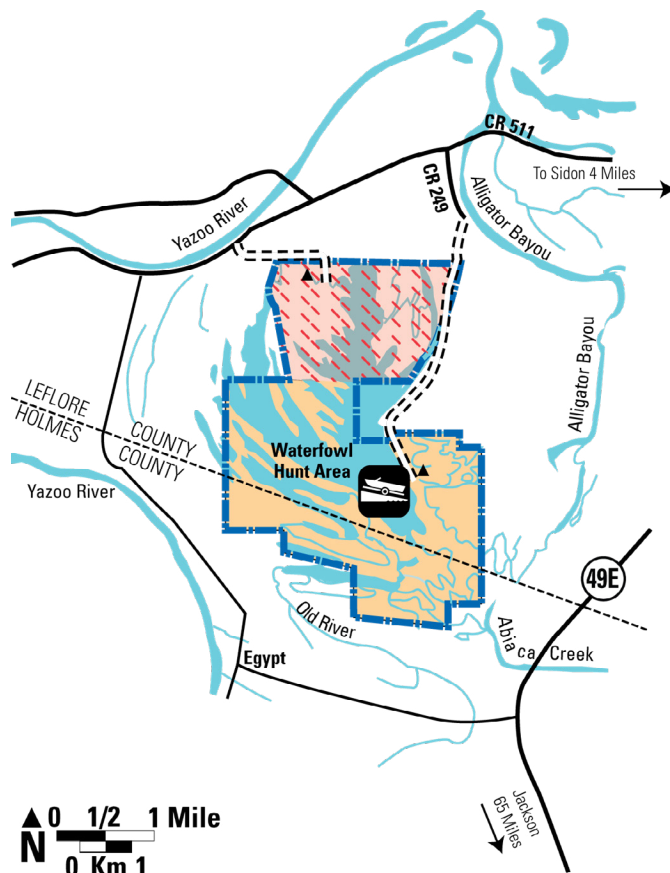 CR 511
To Sidon 4 Miles
CR 249
Alligator Bayou
Yazoo River
Alligator Bayou
LEFLORE COUNTY
HOLMES COUNTY
Waterfowl
Hunt Area
Yazoo River
49E
Old River
Abiaca Creek
Egypt
Jackson
65 Miles
0 1/2 1 Mile
N
0 Km 1